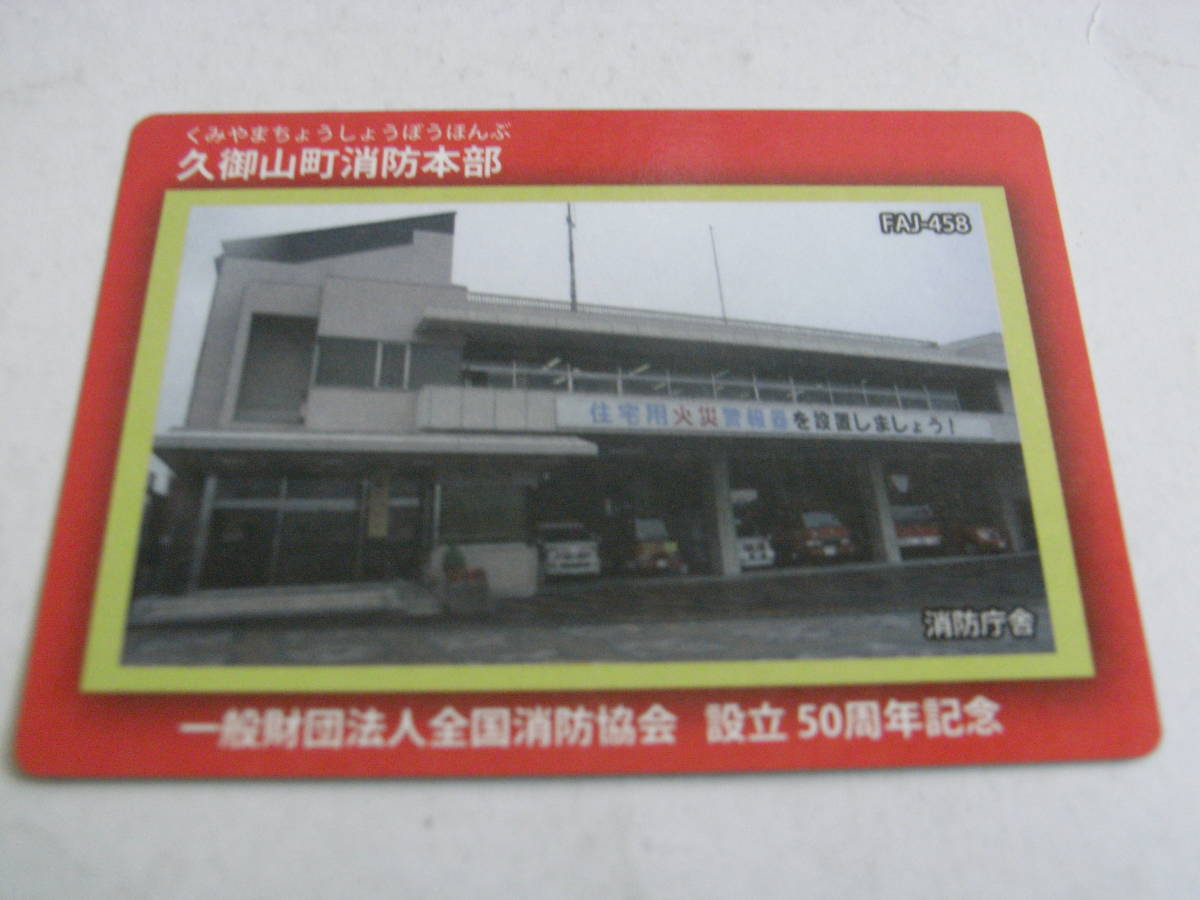 くみやまちょうしょうぼうほんぶ
久御山町消防本部
FAJ-458
住宅用火災警報器を設置しましょう!
消防庁舎
一般財団法人全国消防協会 設立50周年記念